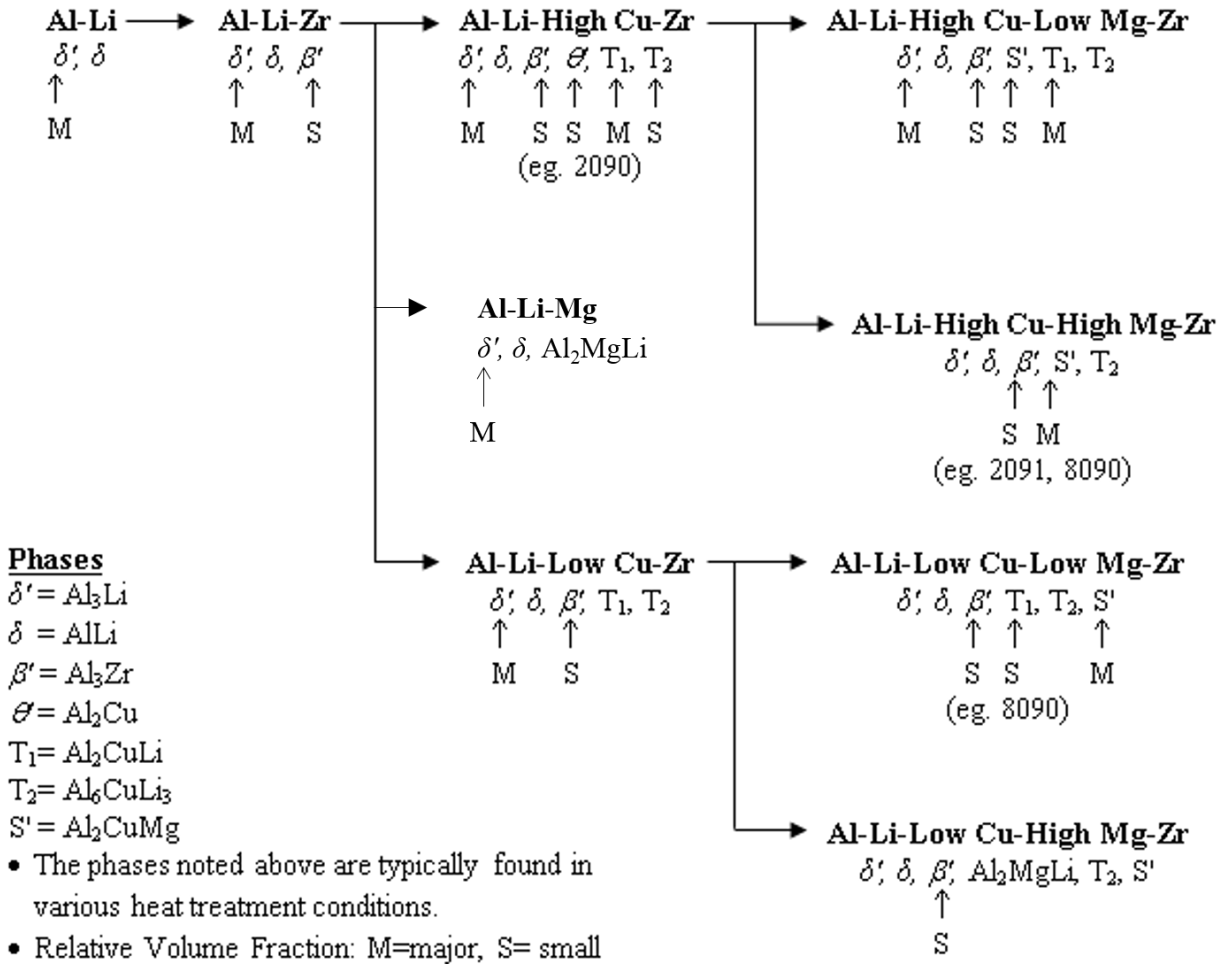 Al-Li
δ', δ
↑
M
Al-Li-Zr
δ', δ, β'
↑ ↑
M S
Al-Li-High Cu-Zr
δ', δ, β', θ', T₁, T₂
↑ ↑ ↑ ↑ ↑
M S S M S
(eg. 2090)
Al-Li-High Cu-Low Mg-Zr
δ', δ, β', S', T₁, T₂
↑ ↑ ↑ ↑
M S S M
Al-Li-Mg
δ', δ, Al₂MgLi
↑
M
Al-Li-High Cu-High Mg-Zr
δ', δ, β', S', T₂
↑ ↑
S M
(eg. 2091, 8090)
Al-Li-Low Cu-Zr
δ', δ, β', T₁, T₂
↑ ↑
M S
Al-Li-Low Cu-Low Mg-Zr
δ', δ, β', T₁, T₂, S'
↑ ↑ ↑
S S M
(eg. 8090)
Al-Li-Low Cu-High Mg-Zr
δ', δ, β', Al₂MgLi, T₂, S'
↑
S
Phases
δ' = Al₃Li
δ = AlLi
β' = Al₃Zr
θ' = Al₂Cu
T₁= Al₂CuLi
T₂= Al₆CuLi₃
S' = Al₂CuMg
• The phases noted above are typically found in
various heat treatment conditions.
• Relative Volume Fraction: M=major, S= small